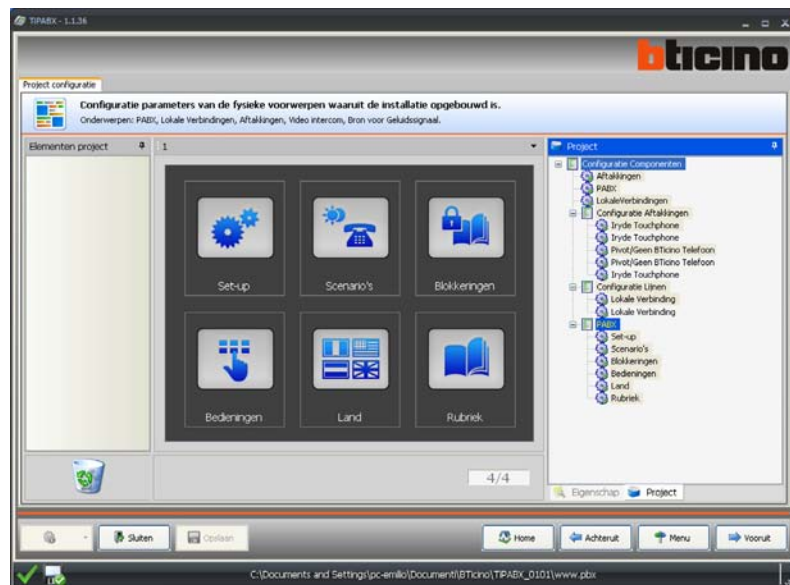 TiPABX - 1.1.36
bticino
Project configuratie
Configuratie parameters van de fysieke voorwerpen waaruit de installatie opgebouwd is.
Onderwerpen: PABX, Lokale Verbindingen, Aftakkingen, Video intercom, Bron voor Geluidssignaal.
Elementen project
1
Set-up
Scenario's
Blokkeringen
Bedieningen
Land
Rubriek
4/4
Project
Configuratie Componenten
Aftakkingen
PABX
LokaleVerbindingen
Configuratie Aftakkingen
Iryde Touchphone
Iryde Touchphone
Pivot/Geen BTicino Telefoon
Pivot/Geen BTicino Telefoon
Iryde Touchphone
Configuratie Lijnen
Lokale Verbinding
Lokale Verbinding
PABX
Set-up
Scenario's
Blokkeringen
Bedieningen
Land
Rubriek
Eigenschap
Project
Sluiten
Opslaan
Home
Achteruit
Menu
Vooruit
C:\Documents and Settings\pc-emilio\Documenti\BTicino\TiPABX_0101\www.pbx